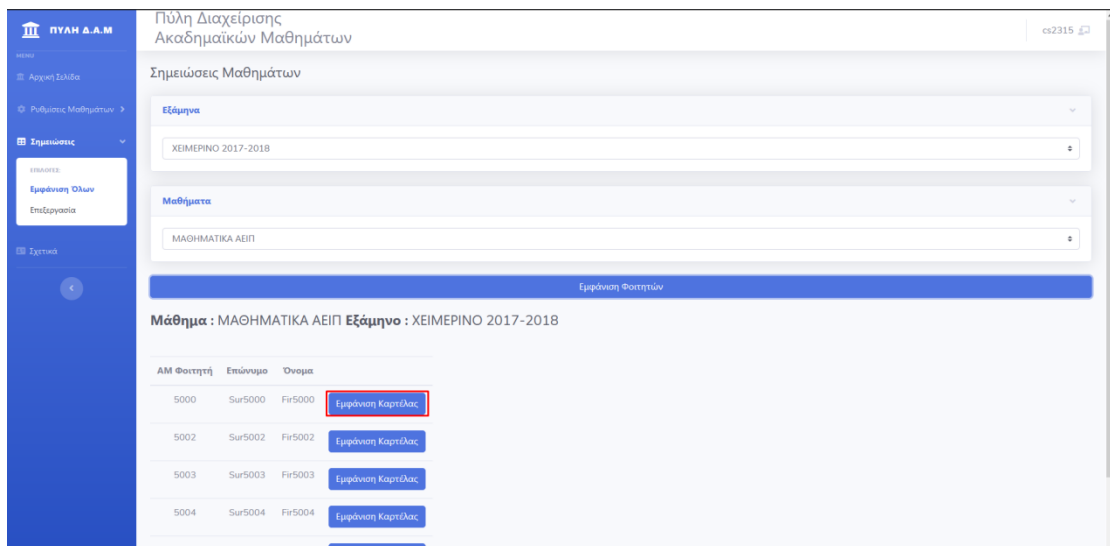 ΠΥΛΗ Δ.Α.Μ
Πύλη Διαχείρισης
Ακαδημαϊκών Μαθημάτων
cs2315
MENU
Αρχική Σελίδα
Ρυθμίσεις Μαθημάτων
Σημειώσεις
ΕΠΙΛΟΓΕΣ:
Εμφάνιση Όλων
Επεξεργασία
Σχετικά
Σημειώσεις Μαθημάτων
Εξάμηνα
ΧΕΙΜΕΡΙΝΟ 2017-2018
Μαθήματα
ΜΑΘΗΜΑΤΙΚΑ ΑΕΙΠ
Εμφάνιση Φοιτητών
Μάθημα : ΜΑΘΗΜΑΤΙΚΑ ΑΕΙΠ Εξάμηνο : ΧΕΙΜΕΡΙΝΟ 2017-2018
ΑΜ Φοιτητή Επώνυμο Όνομα
5000 Sur5000 Fir5000 Εμφάνιση Καρτέλας
5002 Sur5002 Fir5002 Εμφάνιση Καρτέλας
5003 Sur5003 Fir5003 Εμφάνιση Καρτέλας
5004 Sur5004 Fir5004 Εμφάνιση Καρτέλας